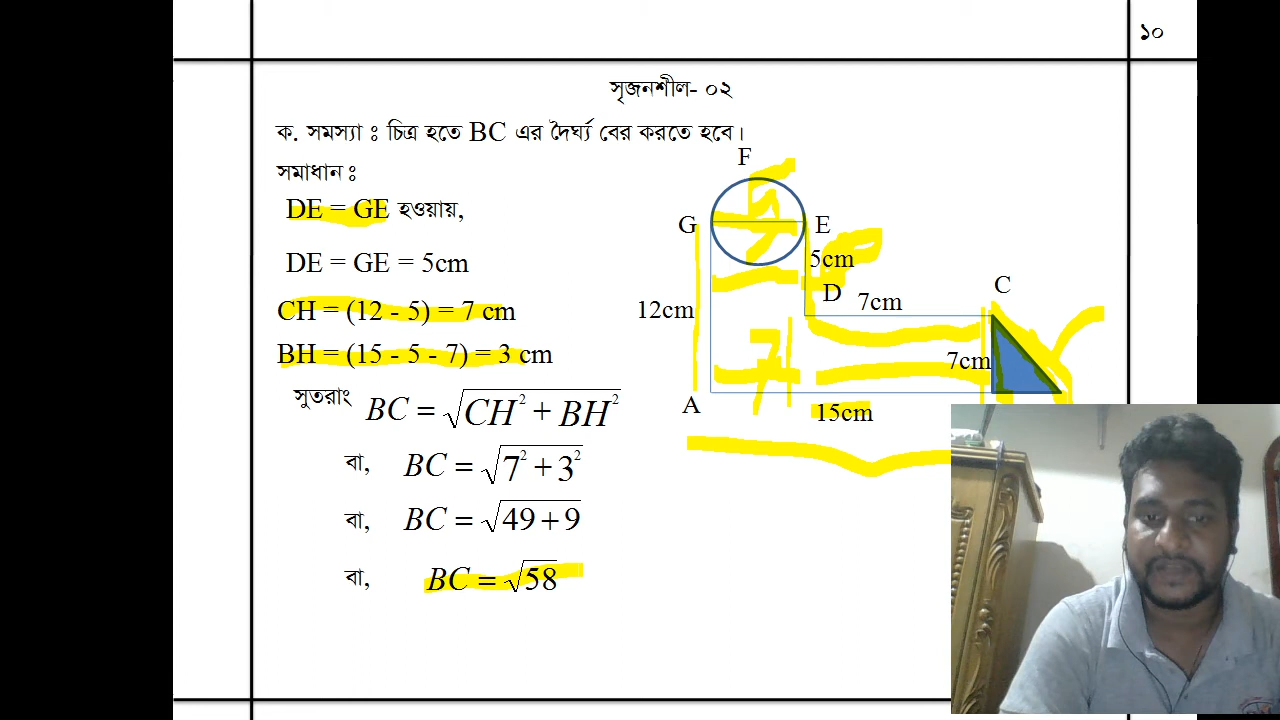 ১০
সৃজনশীল- ০২
ক. সমস্যা ঃ চিত্র হতে BC এর দৈর্ঘ্য বের করতে হবে।
সমাধান ঃ
DE = GE হওয়ায়,
DE = GE = 5cm
CH = (12 - 5) = 7 cm
BH = (15 - 5 - 7) = 3 cm
সুতরাং BC = √CH² + BH²
বা, BC = √7² + 3²
বা, BC = √49 + 9
বা, BC = √58
F
G
E
5cm
D
7cm
C
12cm
7cm
A
15cm